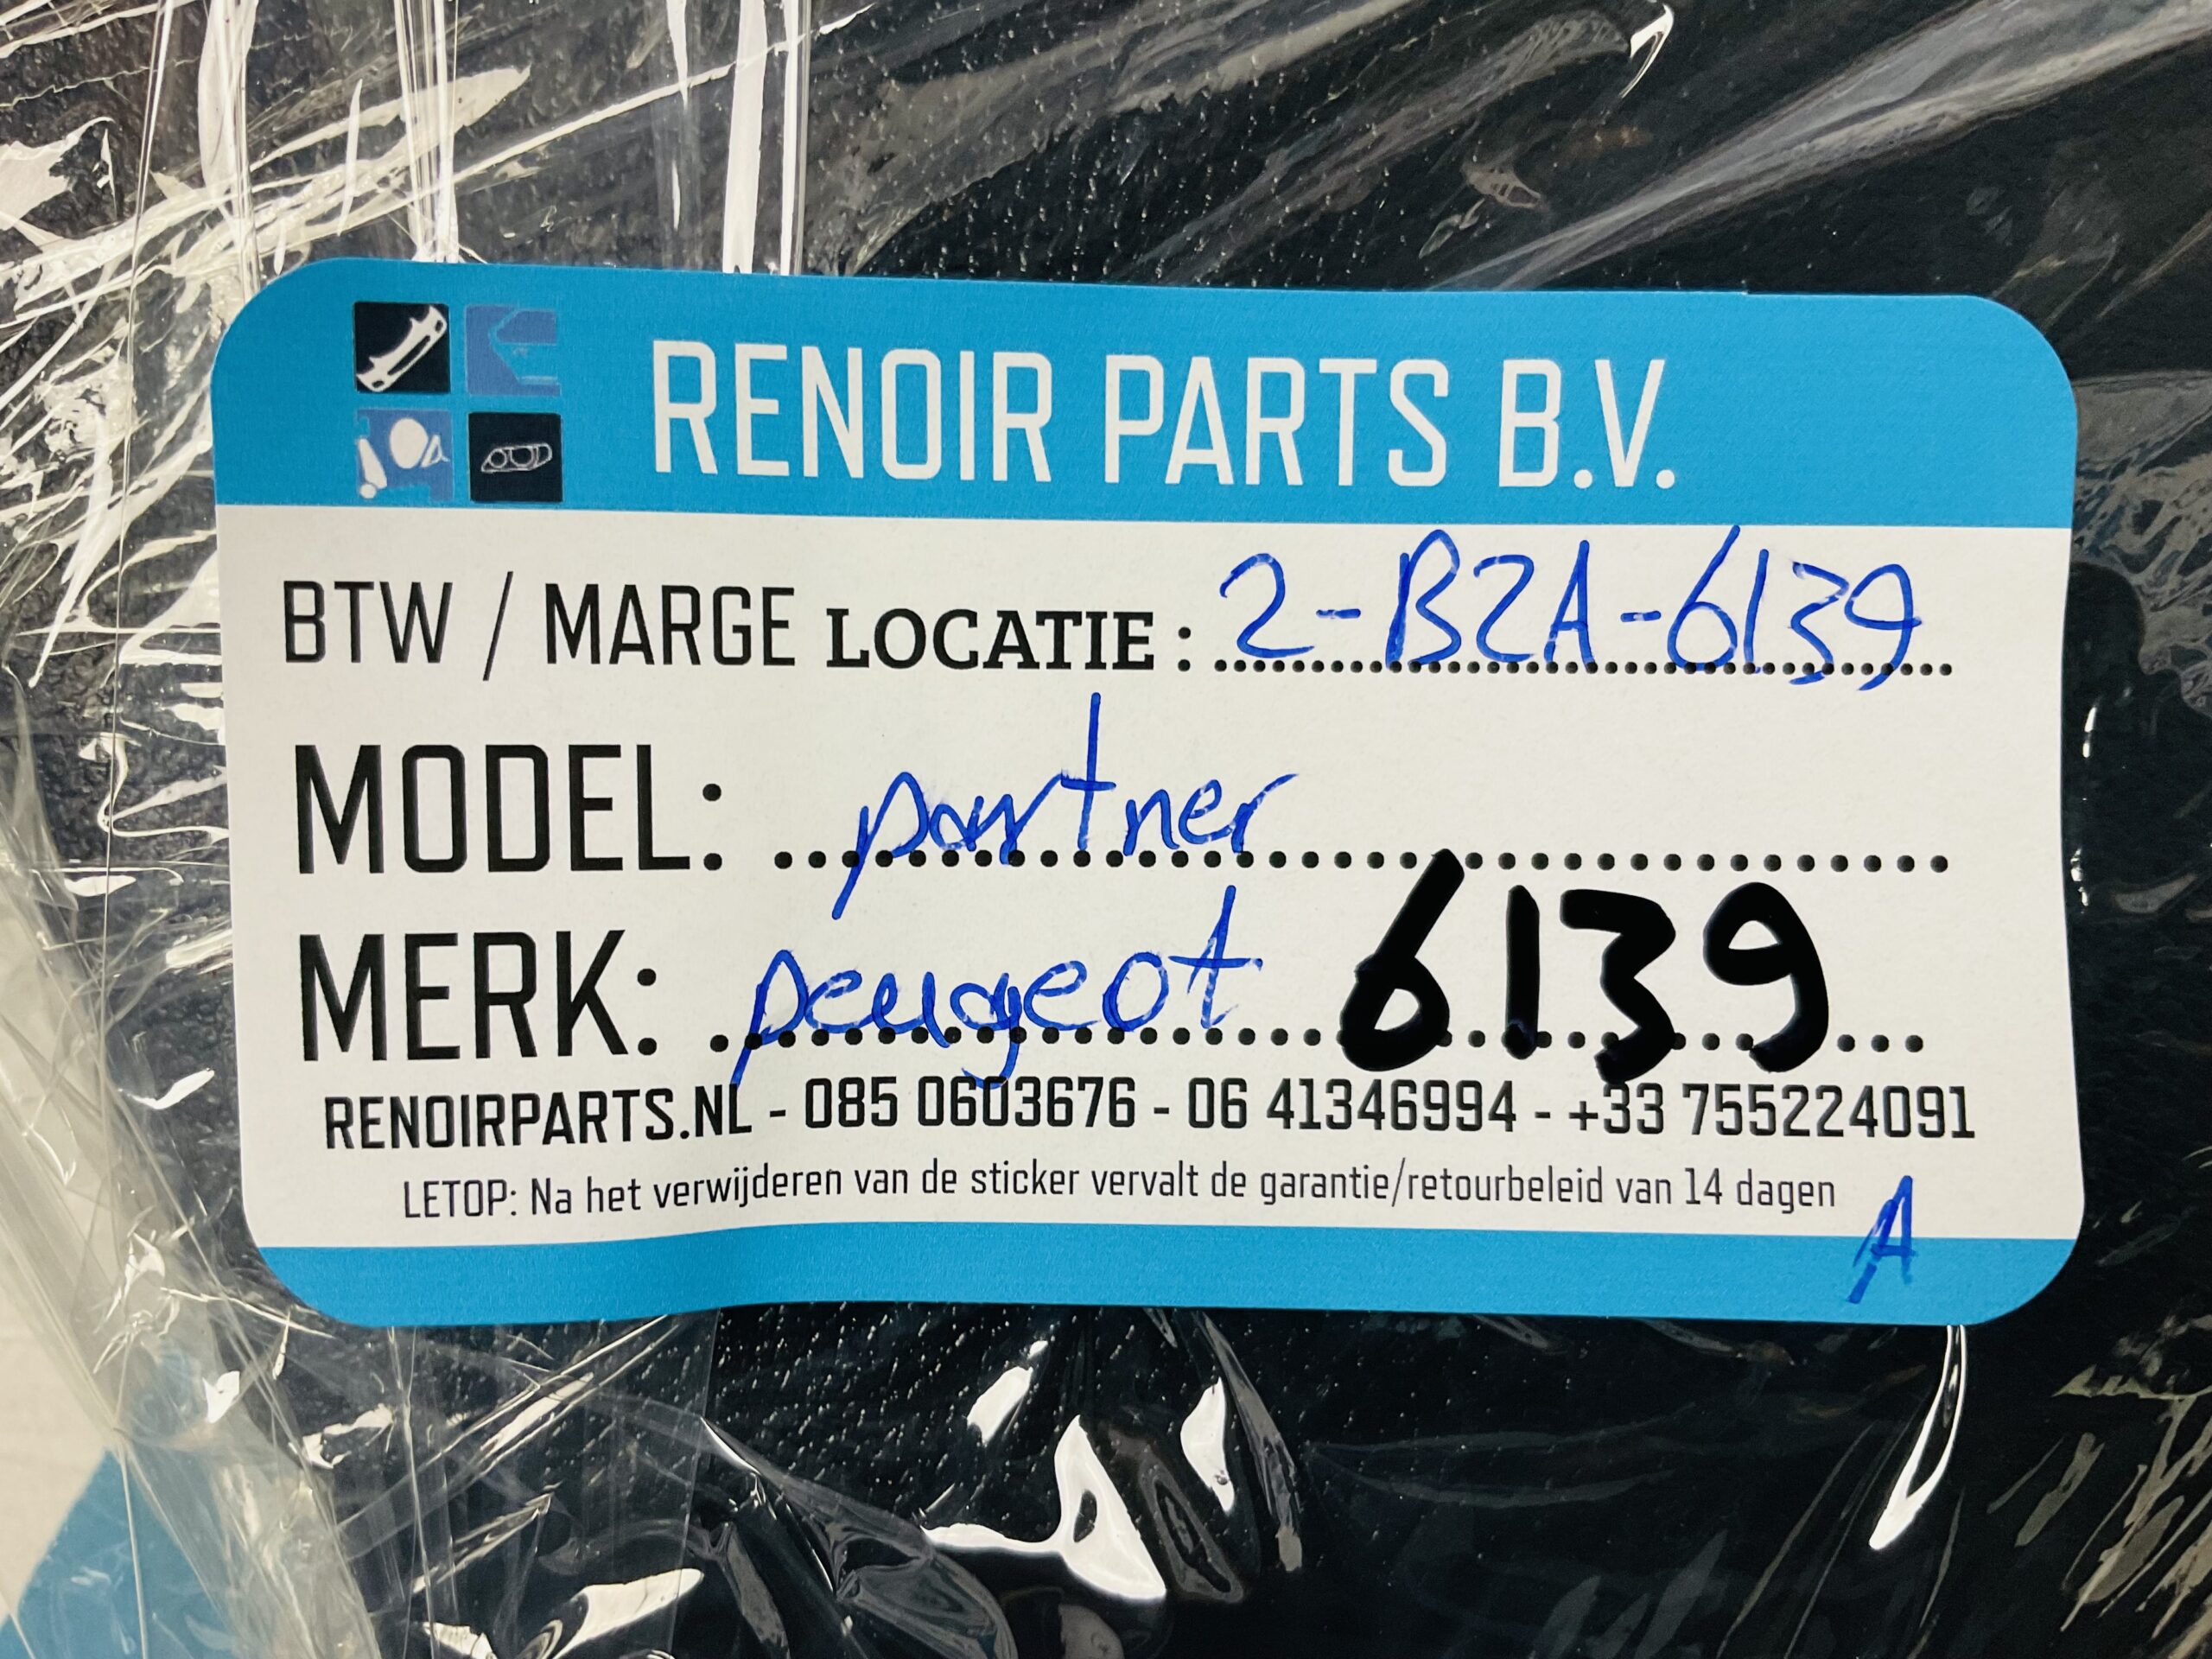 RENOIR PARTS B.V.
BTW / MARGE LOCATIE : 2-B2A-6139
MODEL: partner
MERK: peugeot 6139
RENOIRPARTS.NL - 085 0603676 - 06 41346994 - +33 755224091
LETOP: Na het verwijderen van de sticker vervalt de garantie/retourbeleid van 14 dagen
A